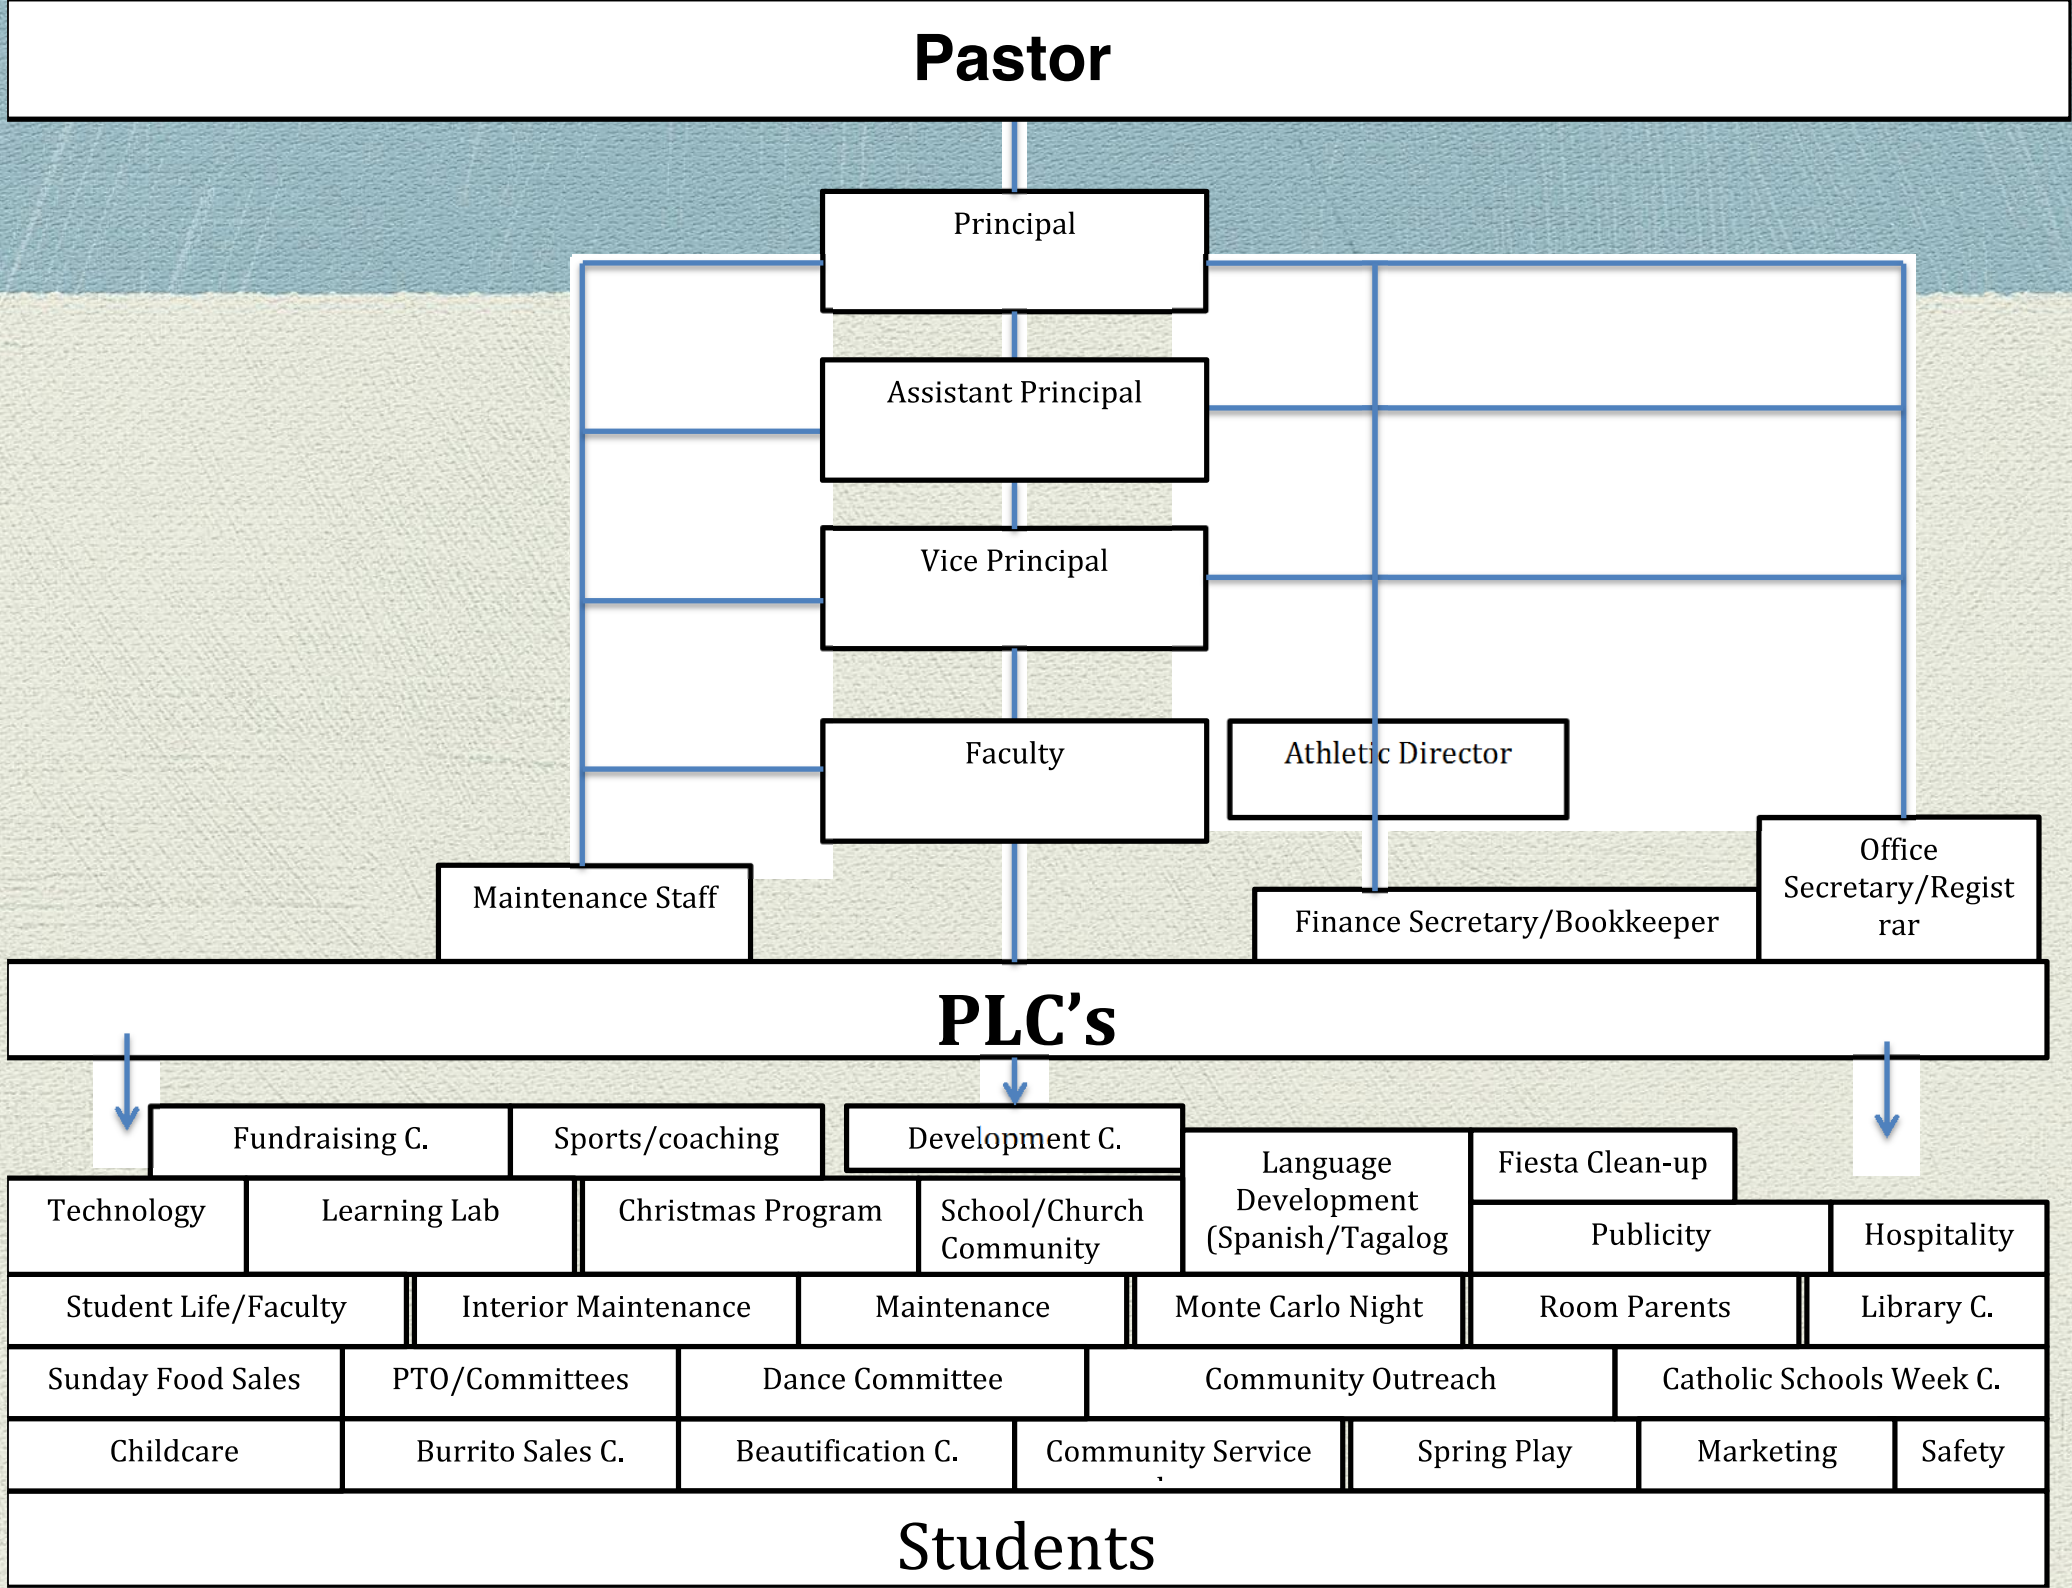 Pastor
Principal
Assistant Principal
Vice Principal
Faculty
Athletic Director
Maintenance Staff
Finance Secretary/Bookkeeper
Office
Secretary/Regist
rar
PLC’s
Fundraising C.
Sports/coaching
Development C.
Language
Development
(Spanish/Tagalog
Fiesta Clean-up
Technology
Learning Lab
Christmas Program
School/Church
Community
Publicity
Hospitality
Student Life/Faculty
Interior Maintenance
Maintenance
Monte Carlo Night
Room Parents
Library C.
Sunday Food Sales
PTO/Committees
Dance Committee
Community Outreach
Catholic Schools Week C.
Childcare
Burrito Sales C.
Beautification C.
Community Service
Spring Play
Marketing
Safety
Students